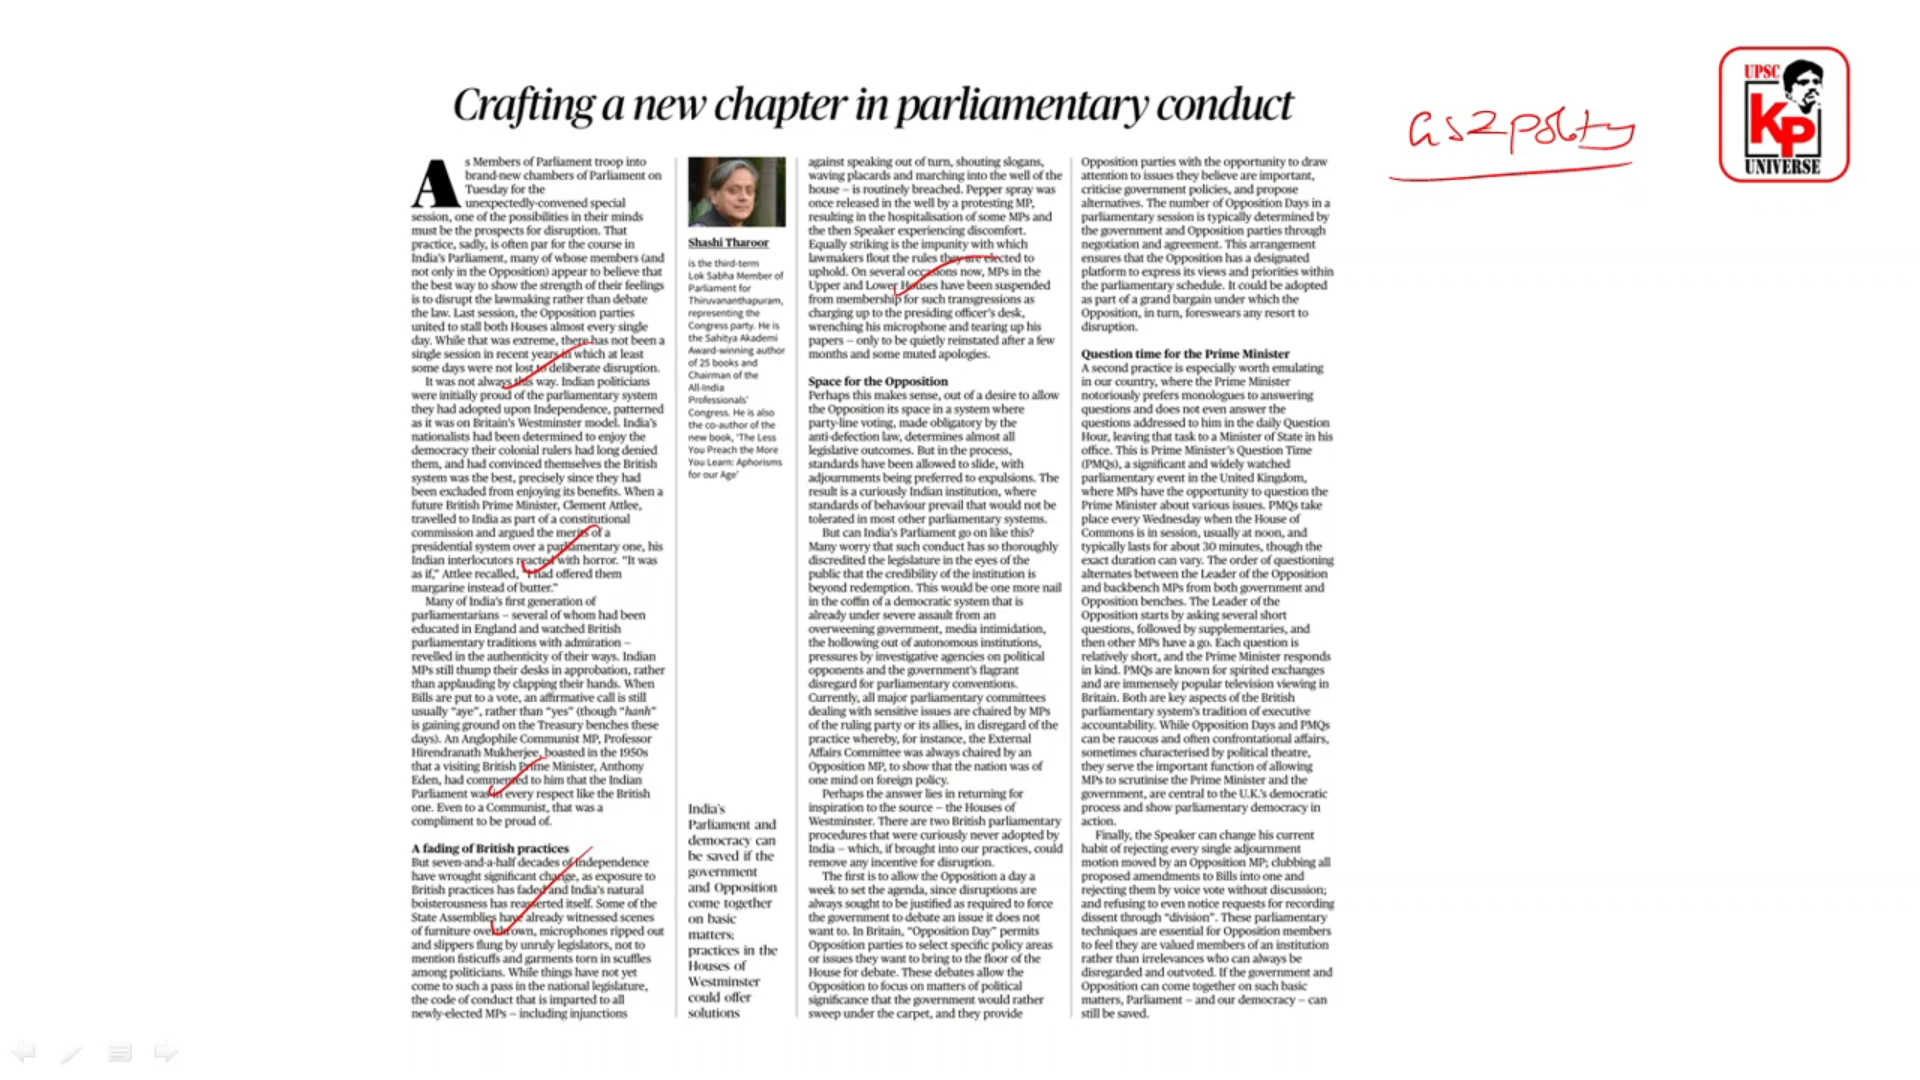 Crafting a new chapter in parliamentary conduct
GS2 polity
UPSC
KP
UNIVERSE
As Members of Parliament troop into
brand-new chambers of Parliament on
Tuesday for the
unexpectedly-convened special
session, one of the possibilities in their minds
must be the prospects for disruption. That
practice, sadly, is often par for the course in
India's Parliament, many of whose members (and
not only in the Opposition) appear to believe that
the best way to show the strength of their feelings
is to disrupt the lawmaking rather than debate
the law. Last session, the Opposition parties
united to stall both Houses almost every single
day. While that was extreme, there has not been a
single session in recent years in which at least
some days were not lost to deliberate disruption.
It was not always this way. Indian politicians
were initially proud of the parliamentary system
they had adopted upon Independence, patterned
as it was on Britain's Westminster model. India's
nationalists had been determined to enjoy the
democracy their colonial rulers had long denied
them, and had convinced themselves the British
system was the best, precisely since they had
been excluded from enjoying its benefits. When a
future British Prime Minister, Clement Attlee,
travelled to India as part of a constitutional
commission and argued the merits of a
presidential system over a parliamentary one, his
Indian interlocutors reacted with horror. "It was
as if," Attlee recalled, "I had offered them
margarine instead of butter."
Many of India's first generation of
parliamentarians – several of whom had been
educated in England and watched British
parliamentary traditions with admiration –
revelled in the authenticity of their ways. Indian
MPs still thump their desks in approbation, rather
than applauding by clapping their hands. When
Bills are put to a vote, an affirmative call is still
usually "aye", rather than "yes" (though "hanh"
is gaining ground on the Treasury benches these
days). An Anglophile Communist MP, Professor
Hirendranath Mukherjee, boasted in the 1950s
that a visiting British Prime Minister, Anthony
Eden, had commented to him that the Indian
Parliament was in every respect like the British
one. Even to a Communist, that was a
compliment to be proud of.
A fading of British practices
But seven-and-a-half decades of Independence
have wrought significant change, as exposure to
British practices has faded and India's natural
boisterousness has reasserted itself. Some of the
State Assemblies have already witnessed scenes
of furniture overthrown, microphones ripped out
and slippers flung by unruly legislators, not to
mention fisticuffs and garments torn in scuffles
among politicians. While things have not yet
come to such a pass in the national legislature,
the code of conduct that is imparted to all
newly-elected MPs – including injunctions
Shashi Tharoor
is the third-term
Lok Sabha Member of
Parliament for
Thiruvananthapuram,
representing the
Congress party. He is
the Sahitya Akademi
Award-winning author
of 25 books and
Chairman of the
All-India
Professionals'
Congress. He is also
the co-author of the
new book, 'The Less
You Preach the More
You Learn: Aphorisms
for our Age'
India's
Parliament and
democracy can
be saved if the
government
and Opposition
come together
on basic
matters;
practices in the
Houses of
Westminster
could offer
solutions
against speaking out of turn, shouting slogans,
waving placards and marching into the well of the
house – is routinely breached. Pepper spray was
once released in the well by a protesting MP,
resulting in the hospitalisation of some MPs and
the then Speaker experiencing discomfort.
Equally striking is the impunity with which
lawmakers flout the rules they are elected to
uphold. On several occasions now, MPs in the
Upper and Lower Houses have been suspended
from membership for such transgressions as
charging up to the presiding officer's desk,
wrenching his microphone and tearing up his
papers – only to be quietly reinstated after a few
months and some muted apologies.
Space for the Opposition
Perhaps this makes sense, out of a desire to allow
the Opposition its space in a system where
party-line voting, made obligatory by the
anti-defection law, determines almost all
legislative outcomes. But in the process,
standards have been allowed to slide, with
adjournments being preferred to expulsions. The
result is a curiously Indian institution, where
standards of behaviour prevail that would not be
tolerated in most other parliamentary systems.
But can India's Parliament go on like this?
Many worry that such conduct has so thoroughly
discredited the legislature in the eyes of the
public that the credibility of the institution is
beyond redemption. This would be one more nail
in the coffin of a democratic system that is
already under severe assault from an
overweening government, media intimidation,
the hollowing out of autonomous institutions,
pressures by investigative agencies on political
opponents and the government's flagrant
disregard for parliamentary conventions.
Currently, all major parliamentary committees
dealing with sensitive issues are chaired by MPs
of the ruling party or its allies, in disregard of the
practice whereby, for instance, the External
Affairs Committee was always chaired by an
Opposition MP, to show that the nation was of
one mind on foreign policy.
Perhaps the answer lies in returning for
inspiration to the source – the Houses of
Westminster. There are two British parliamentary
procedures that were curiously never adopted by
India – which, if brought into our practices, could
remove any incentive for disruption.
The first is to allow the Opposition a day a
week to set the agenda, since disruptions are
always sought to be justified as required to force
the government to debate an issue it does not
want to. In Britain, "Opposition Day" permits
Opposition parties to select specific policy areas
or issues they want to bring to the floor of the
House for debate. These debates allow the
Opposition to focus on matters of political
significance that the government would rather
sweep under the carpet, and they provide
Opposition parties with the opportunity to draw
attention to issues they believe are important,
criticise government policies, and propose
alternatives. The number of Opposition Days in a
parliamentary session is typically determined by
the government and Opposition parties through
negotiation and agreement. This arrangement
ensures that the Opposition has a designated
platform to express its views and priorities within
the parliamentary schedule. It could be adopted
as part of a grand bargain under which the
Opposition, in turn, foreswears any resort to
disruption.
Question time for the Prime Minister
A second practice is especially worth emulating
in our country, where the Prime Minister
notoriously prefers monologues to answering
questions and does not even answer the
questions addressed to him in the daily Question
Hour, leaving that task to a Minister of State in his
office. This is Prime Minister's Question Time
(PMQs), a significant and widely watched
parliamentary event in the United Kingdom,
where MPs have the opportunity to question the
Prime Minister about various issues. PMQs take
place every Wednesday when the House of
Commons is in session, usually at noon, and
typically lasts for about 30 minutes, though the
exact duration can vary. The order of questioning
alternates between the Leader of the Opposition
and backbench MPs from both government and
Opposition benches. The Leader of the
Opposition starts by asking several short
questions, followed by supplementaries, and
then other MPs have a go. Each question is
relatively short, and the Prime Minister responds
in kind. PMQs are known for spirited exchanges
and are immensely popular television viewing in
Britain. Both are key aspects of the British
parliamentary system's tradition of executive
accountability. While Opposition Days and PMQs
can be raucous and often confrontational affairs,
sometimes characterised by political theatre,
they serve the important function of allowing
MPs to scrutinise the Prime Minister and the
government, are central to the U.K.'s democratic
process and show parliamentary democracy in
action.
Finally, the Speaker can change his current
habit of rejecting every single adjournment
motion moved by an Opposition MP; clubbing all
proposed amendments to Bills into one and
rejecting them by voice vote without discussion;
and refusing to even notice requests for recording
dissent through "division". These parliamentary
techniques are essential for Opposition members
to feel they are valued members of an institution
rather than irrelevances who can always be
disregarded and outvoted. If the government and
Opposition can come together on such basic
matters, Parliament – and our democracy – can
still be saved.